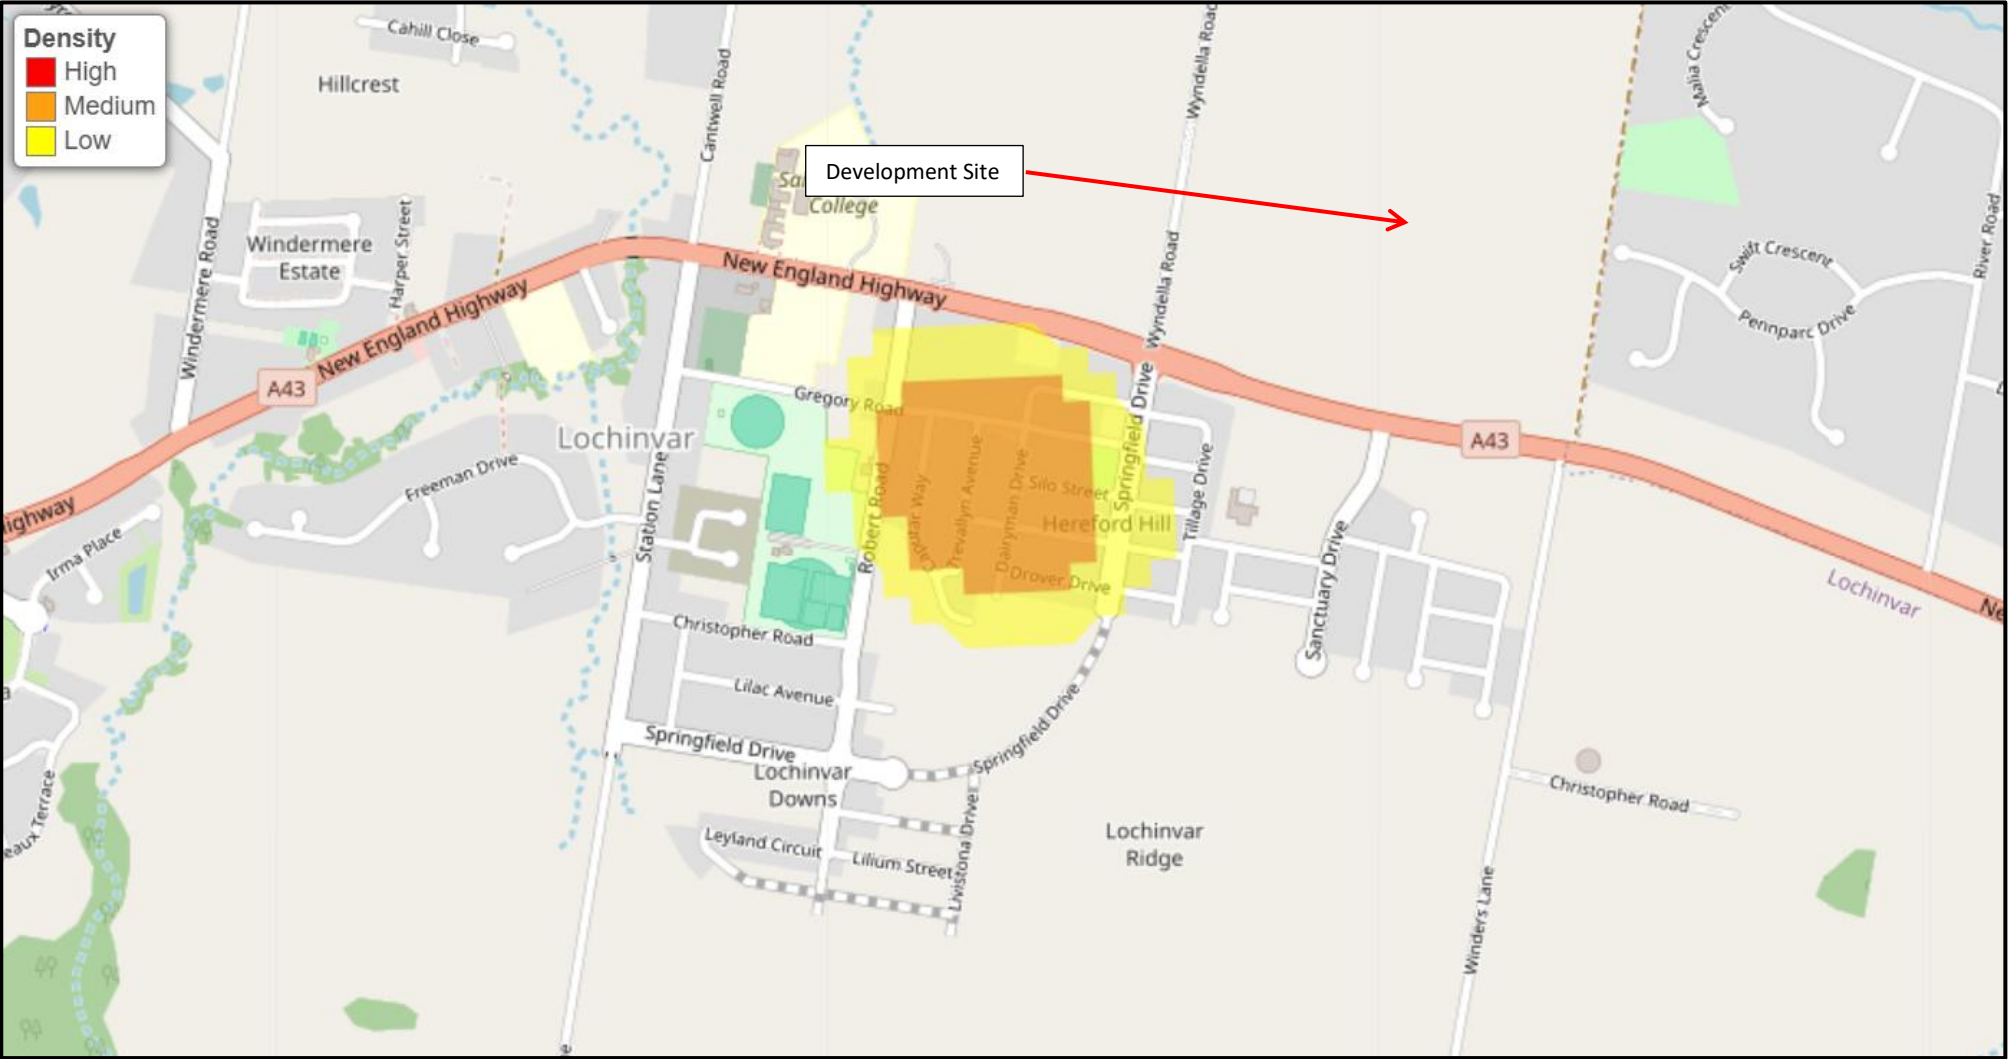 Density
High
Medium
Low
Cahill Close
Hillcrest
Cantwell Road
Wyndella Road
Wyndella Road
Malia Crescent
Development Site
College
Windermere
Estate
Harper Street
Windermere Road
New England Highway
New England Highway
Wyndella Road
Swift Crescent
Pennparc Drive
River Road
A43
Gregory Road
Lochinvar
Freeman Drive
Station Lane
Robert Road
Trevallyn Avenue
Dairyman Drive
Silo Street
Springfield Drive
Hereford Hill
Tillage Drive
Drover Drive
A43
Sanctuary Drive
Lochinvar
Irma Place
Christopher Road
Lilac Avenue
Springfield Drive
Springfield Drive
Lochinvar
Downs
Leyland Circuit
Lilium Street
Livistona Drive
Lochinvar
Ridge
Christopher Road
Winders Lane